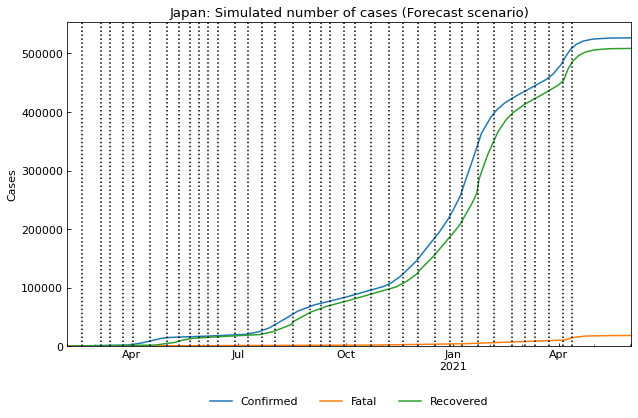 Japan: Simulated number of cases (Forecast scenario)
Cases
500000
400000
300000
200000
100000
0
Apr Jul Oct Jan Apr
2021
Confirmed Fatal Recovered